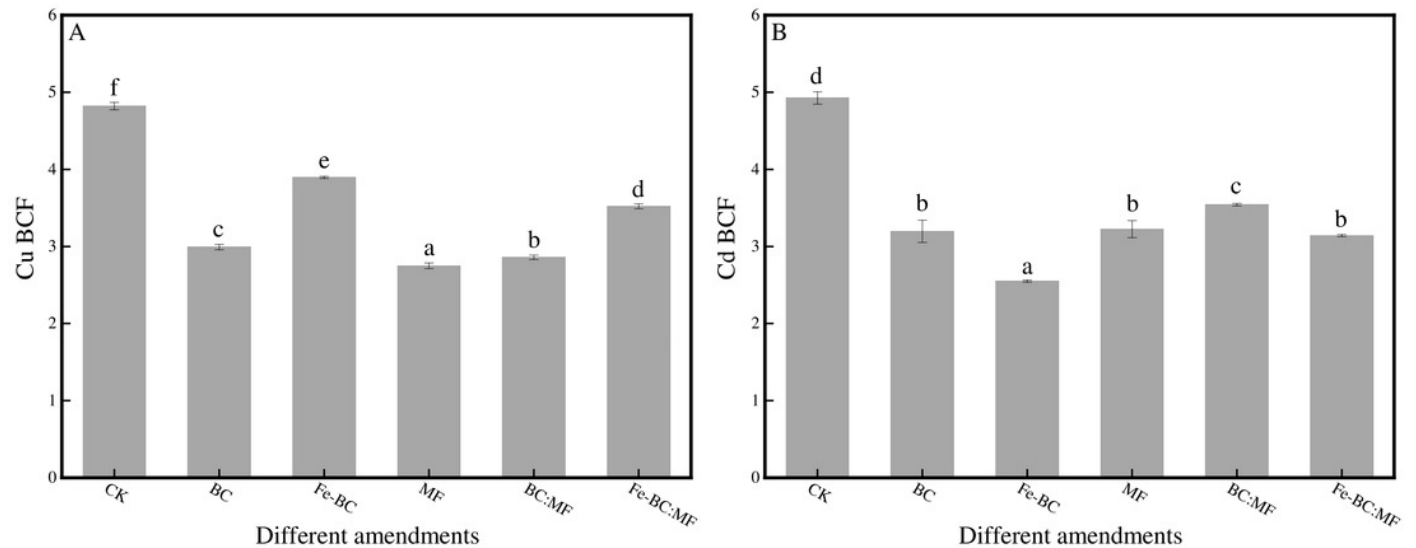 A
Cu BCF
6
5
4
3
2
1
0
f
c
e
a
b
d
CK
BC
Fe-BC
MF
BC:MF
Fe-BC:MF
Different amendments
B
Cd BCF
6
5
4
3
2
1
0
d
b
a
b
c
b
CK
BC
Fe-BC
MF
BC:MF
Fe-BC:MF
Different amendments